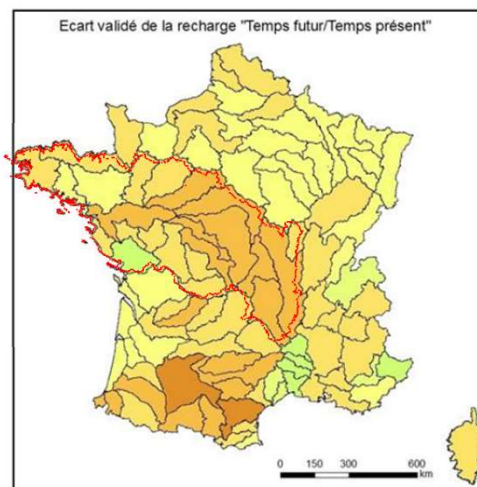 Ecart validé de la recharge "Temps futur/Temps présent"
0 150 300 600
km